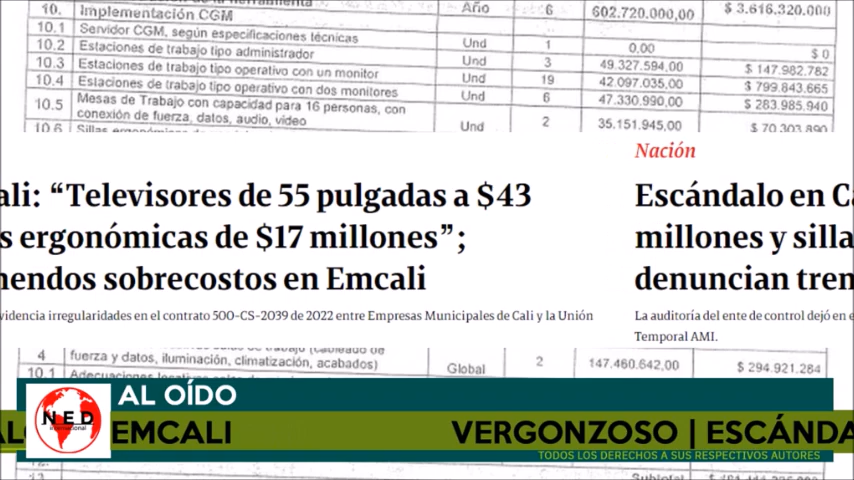 10. Implementación CGM Año 6 602.720.000,00 $ 3.616.320.000
10.1 Servidor CGM, según especificaciones técnicas
10.2 Estaciones de trabajo tipo administrador Und 1 0,00 $ 0
10.3 Estaciones de trabajo tipo operativo con un monitor Und 3 49.327.594,00 $ 147.982.782
10.4 Estaciones de trabajo tipo operativo con dos monitores Und 19 42.097.035,00 $ 799.843.665
10.5 Mesas de Trabajo con capacidad para 16 personas, con Und 6 47.330.990,00 $ 283.985.940
conexión de fuerza, datos, audio, video
10.6 Und 2 35.151.945,00 $ 70.303.890
Nación
ali: “Televisores de 55 pulgadas a $43
s ergonómicas de $17 millones”;
mendos sobrecostos en Emcali
videncia irregularidades en el contrato 500-CS-2039 de 2022 entre Empresas Municipales de Cali y la Unión
Escándalo en Ca
millones y silla
denuncian tren
La auditoría del ente de control dejó en e
Temporal AMI.
4 fuerza y datos, iluminación, climatización, acabados) Global 2 147.460.642,00 $ 294.921.284
10.1
AL OÍDO
NED
international
EMCALI VERGONZOSO | ESCÁNDA
TODOS LOS DERECHOS A SUS RESPECTIVOS AUTORES
Subtotal